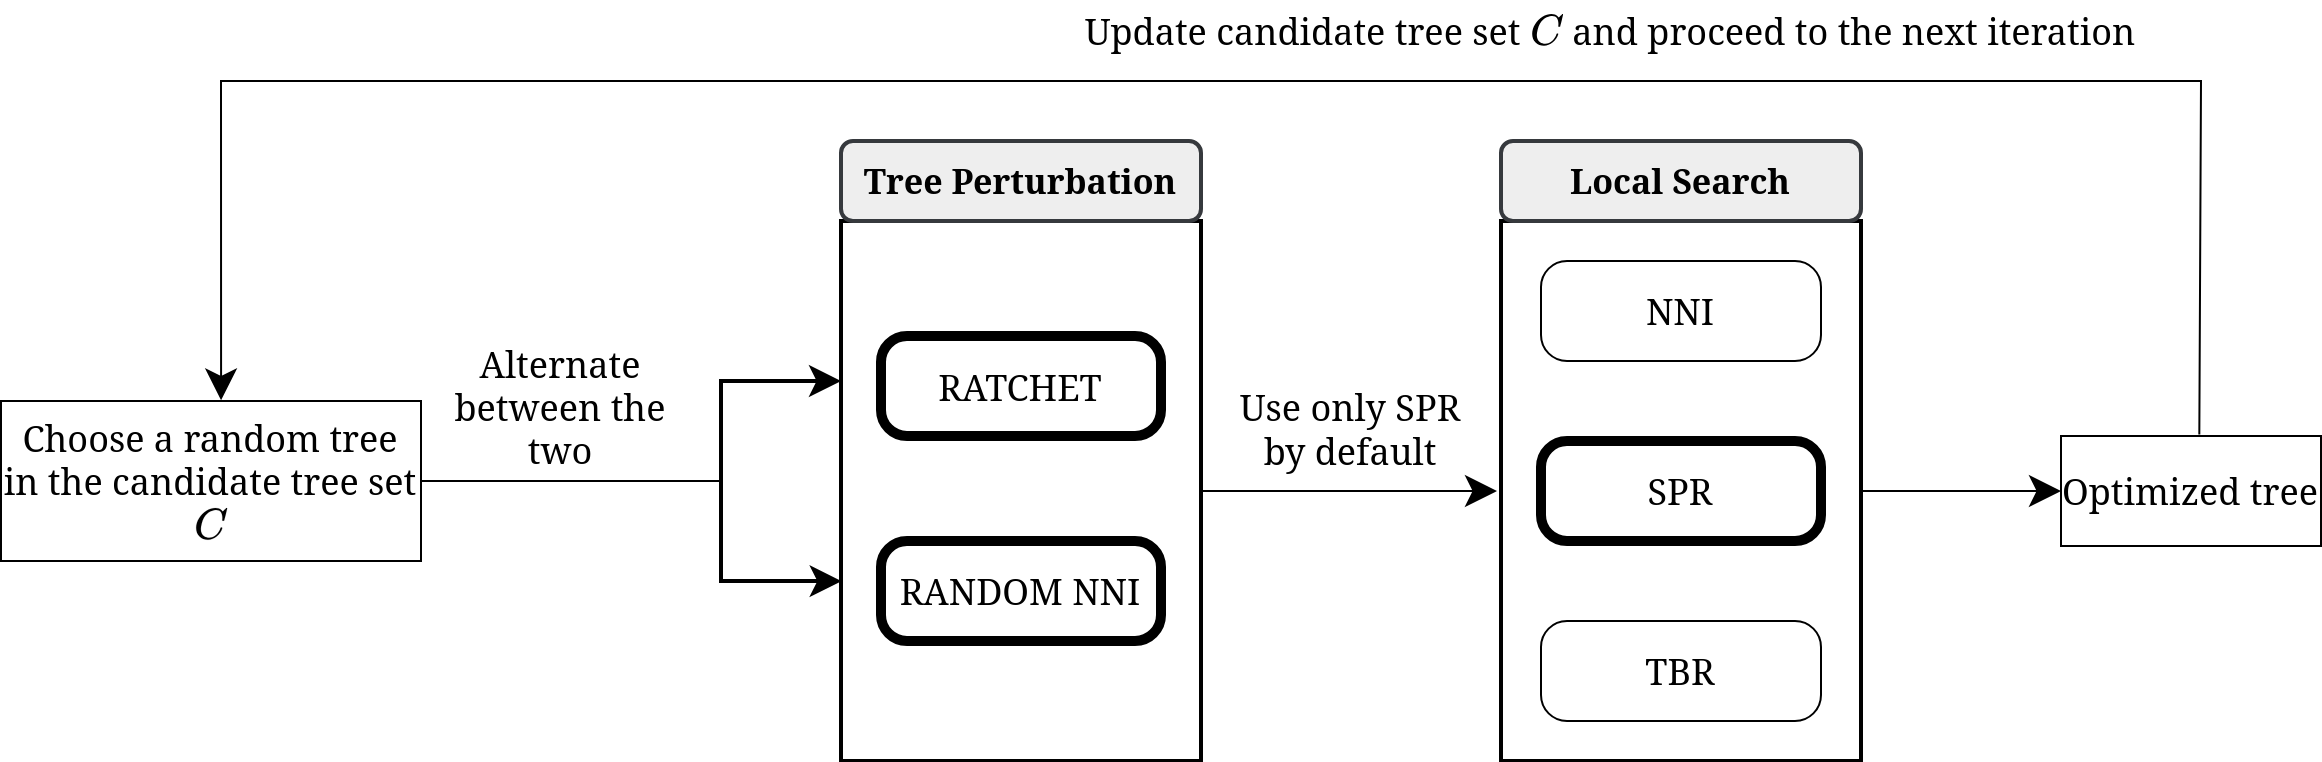 Update candidate tree set C and proceed to the next iteration
Tree Perturbation
Local Search
NNI
Alternate
between the
two
RATCHET
Use only SPR
by default
Choose a random tree
in the candidate tree set
C
SPR
Optimized tree
RANDOM NNI
TBR